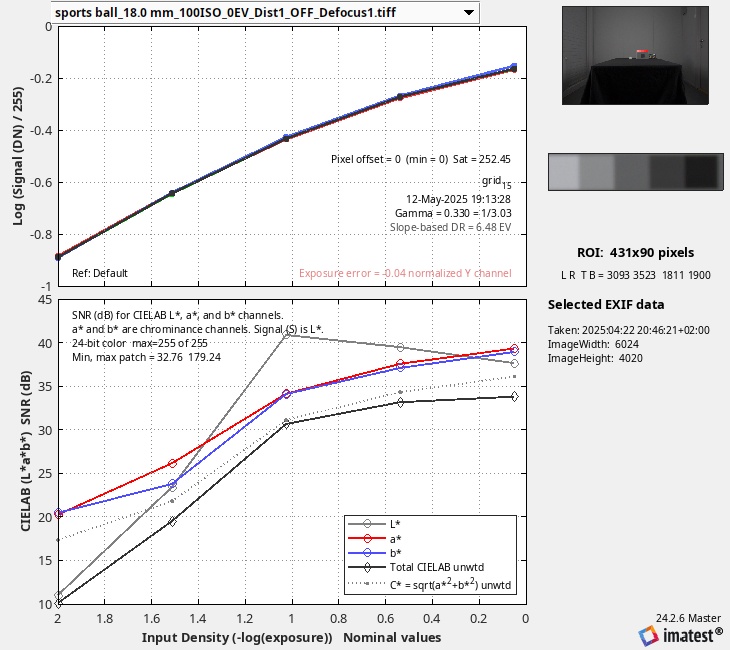 sports ball_18.0 mm_100ISO_0EV_Dist1_OFF_Defocus1.tiff
0
-0.2
-0.4
-0.6
-0.8
-1
Log (Signal (DN) / 255)
Pixel offset = 0 (min = 0) Sat = 252.45
grid_15
12-May-2025 19:13:28
Gamma = 0.330 = 1/3.03
Slope-based DR = 6.48 EV
Ref: Default
Exposure error = -0.04 normalized Y channel
ROI: 431x90 pixels
L R T B = 3093 3523 1811 1900
Selected EXIF data
Taken: 2025:04:22 20:46:21+02:00
ImageWidth: 6024
ImageHeight: 4020
45
40
35
30
25
20
15
10
CIELAB (L*a*b*) SNR (dB)
SNR (dB) for CIELAB L*, a*, and b* channels.
a* and b* are chrominance channels. Signal (S) is L*.
24-bit color max=255 of 255
Min, max patch = 32.76 179.24
L*
a*
b*
Total CIELAB unwtd
C* = sqrt(a*²+b*²) unwtd
2 1.8 1.6 1.4 1.2 1 0.8 0.6 0.4 0.2 0
Input Density (-log(exposure)) Nominal values
24.2.6 Master
imatest®